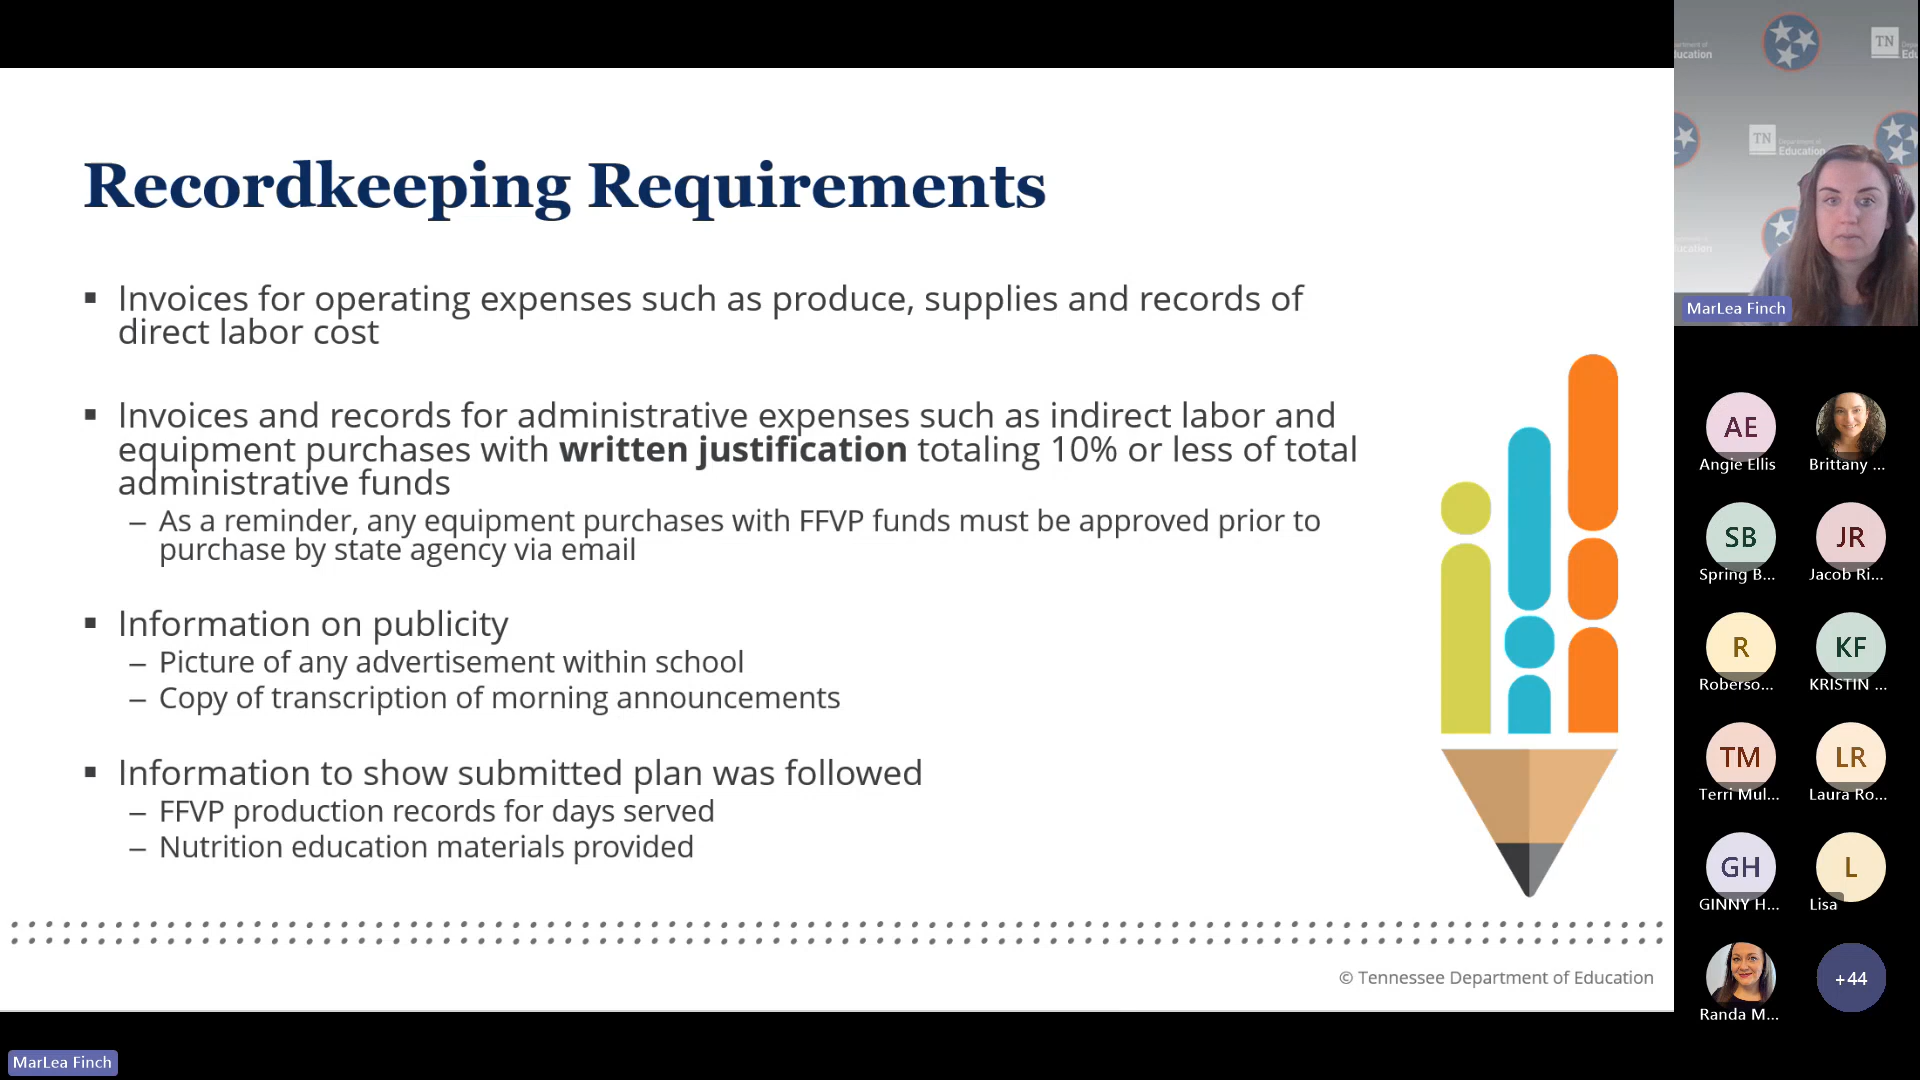 Recordkeeping Requirements
▪ Invoices for operating expenses such as produce, supplies and records of
direct labor cost
▪ Invoices and records for administrative expenses such as indirect labor and
equipment purchases with written justification totaling 10% or less of total
administrative funds
– As a reminder, any equipment purchases with FFVP funds must be approved prior to
purchase by state agency via email
▪ Information on publicity
– Picture of any advertisement within school
– Copy of transcription of morning announcements
▪ Information to show submitted plan was followed
– FFVP production records for days served
– Nutrition education materials provided
© Tennessee Department of Education
MarLea Finch
TN
TN
Department of
Education
MarLea Finch
AE
Angie Ellis
Brittany ...
SB
Spring B...
JR
Jacob Ri...
R
Roberso...
KF
KRISTIN ...
TM
Terri Mul...
LR
Laura Ro...
GH
GINNY H...
L
Lisa
Randa M...
+44